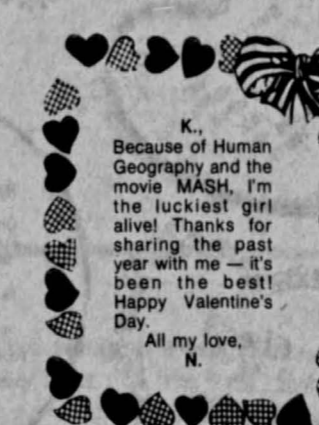 K.,
Because of Human
Geography and the
movie MASH, I'm
the luckiest girl
alive! Thanks for
sharing the past
year with me — it's
been the best!
Happy Valentine's
Day.
All my love,
N.